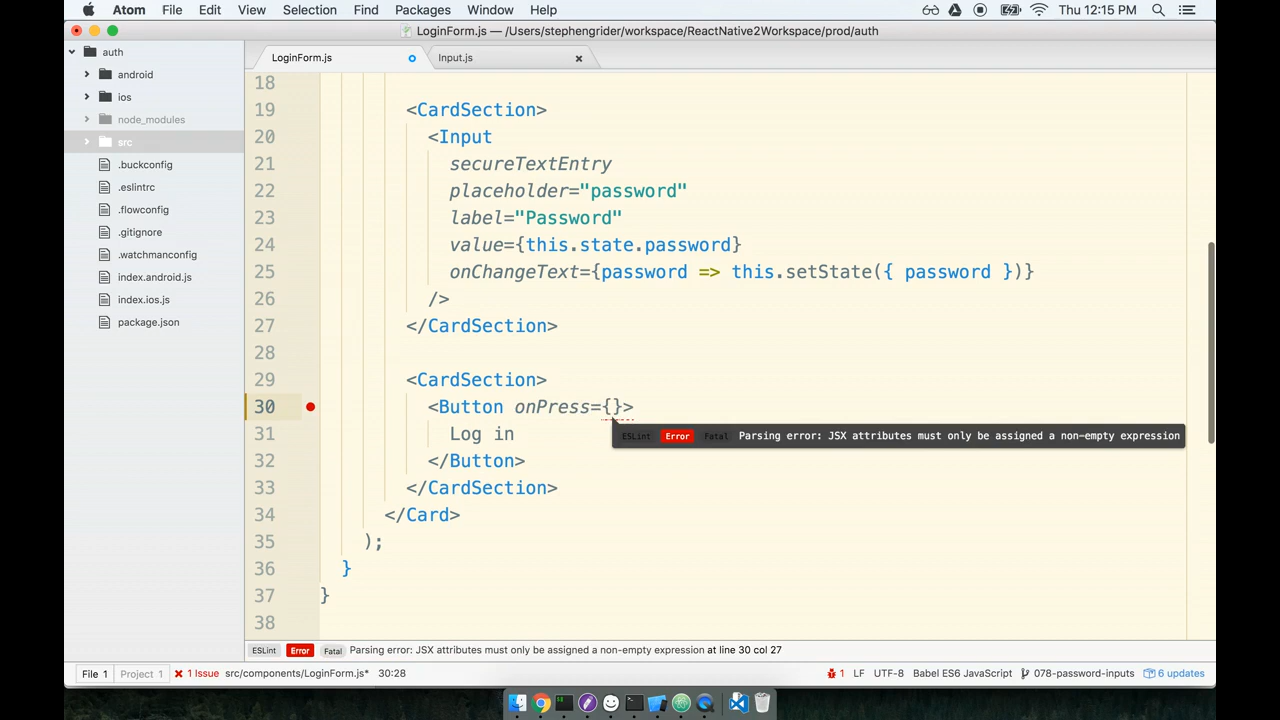 Atom File Edit View Selection Find Packages Window Help Thu 12:15 PM
LoginForm.js — /Users/stephengrider/workspace/ReactNative2Workspace/prod/auth
auth
android
ios
node_modules
src
.buckconfig
.eslintrc
.flowconfig
.gitignore
.watchmanconfig
index.android.js
index.ios.js
package.json
LoginForm.js Input.js
18
19 <CardSection>
20 <Input
21 secureTextEntry
22 placeholder="password"
23 label="Password"
24 value={this.state.password}
25 onChangeText={password => this.setState({ password })}
26 />
27 </CardSection>
28
29 <CardSection>
30 <Button onPress={}>
ESLint Error Fatal Parsing error: JSX attributes must only be assigned a non-empty expression
31 Log in
32 </Button>
33 </CardSection>
34 </Card>
35 );
36 }
37 }
38
ESLint Error Fatal Parsing error: JSX attributes must only be assigned a non-empty expression at line 30 col 27
File 1 Project 1 1 Issue src/components/LoginForm.js* 30:28 1 LF UTF-8 Babel ES6 JavaScript 078-password-inputs 6 updates